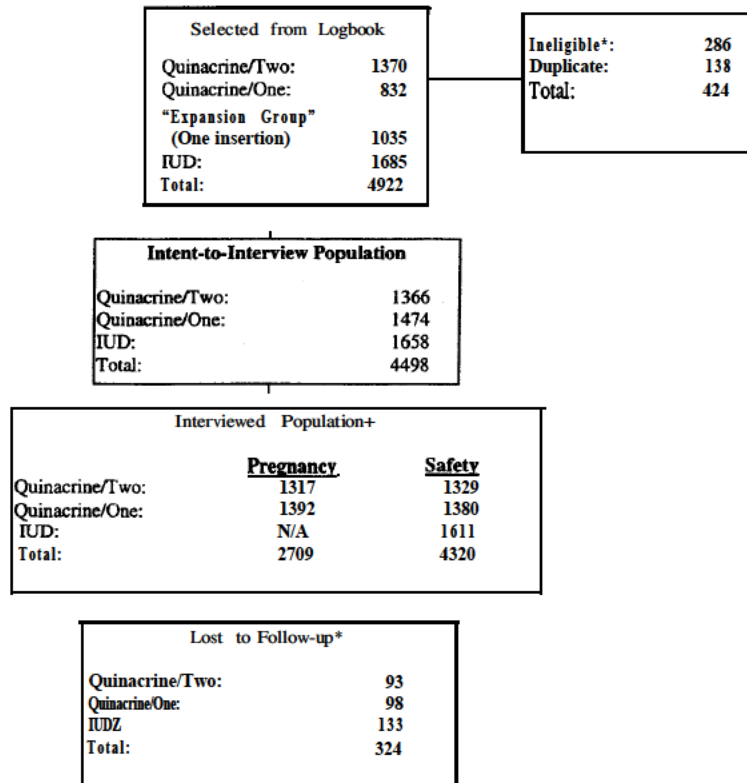 Selected from Logbook
Quinacrine/Two: 1370
Quinacrine/One: 832
“Expansion Group”
(One insertion) 1035
IUD: 1685
Total: 4922
Ineligible*: 286
Duplicate: 138
Total: 424
Intent-to-Interview Population
Quinacrine/Two: 1366
Quinacrine/One: 1474
IUD: 1658
Total: 4498
Interviewed Population+
Pregnancy Safety
Quinacrine/Two: 1317 1329
Quinacrine/One: 1392 1380
IUD: N/A 1611
Total: 2709 4320
Lost to Follow-up*
Quinacrine/Two: 93
Quinacrine/One: 98
IUDZ 133
Total: 324